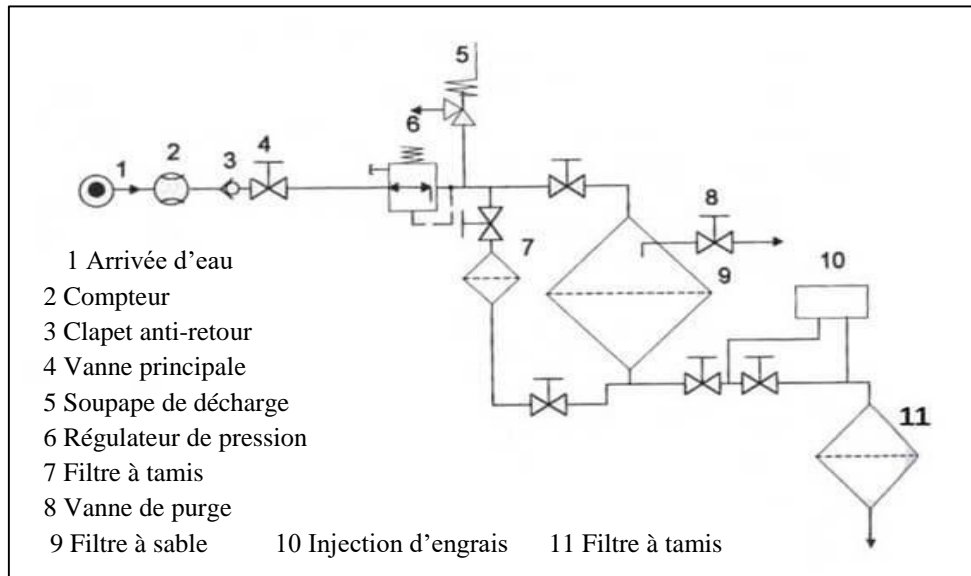 5
6
1
2
3
4
8
7
9
10
11
1 Arrivée d’eau
2 Compteur
3 Clapet anti-retour
4 Vanne principale
5 Soupape de décharge
6 Régulateur de pression
7 Filtre à tamis
8 Vanne de purge
9 Filtre à sable 10 Injection d’engrais 11 Filtre à tamis